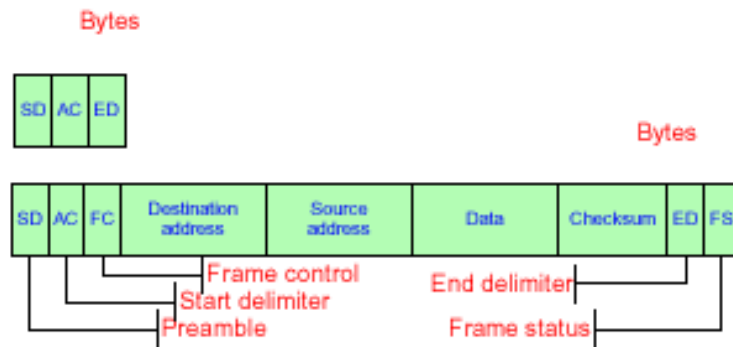 Bytes
SD AC ED
Bytes
SD AC FC Destination address Source address Data Checksum ED FS
Frame control
End delimiter
Start delimiter
Preamble
Frame status